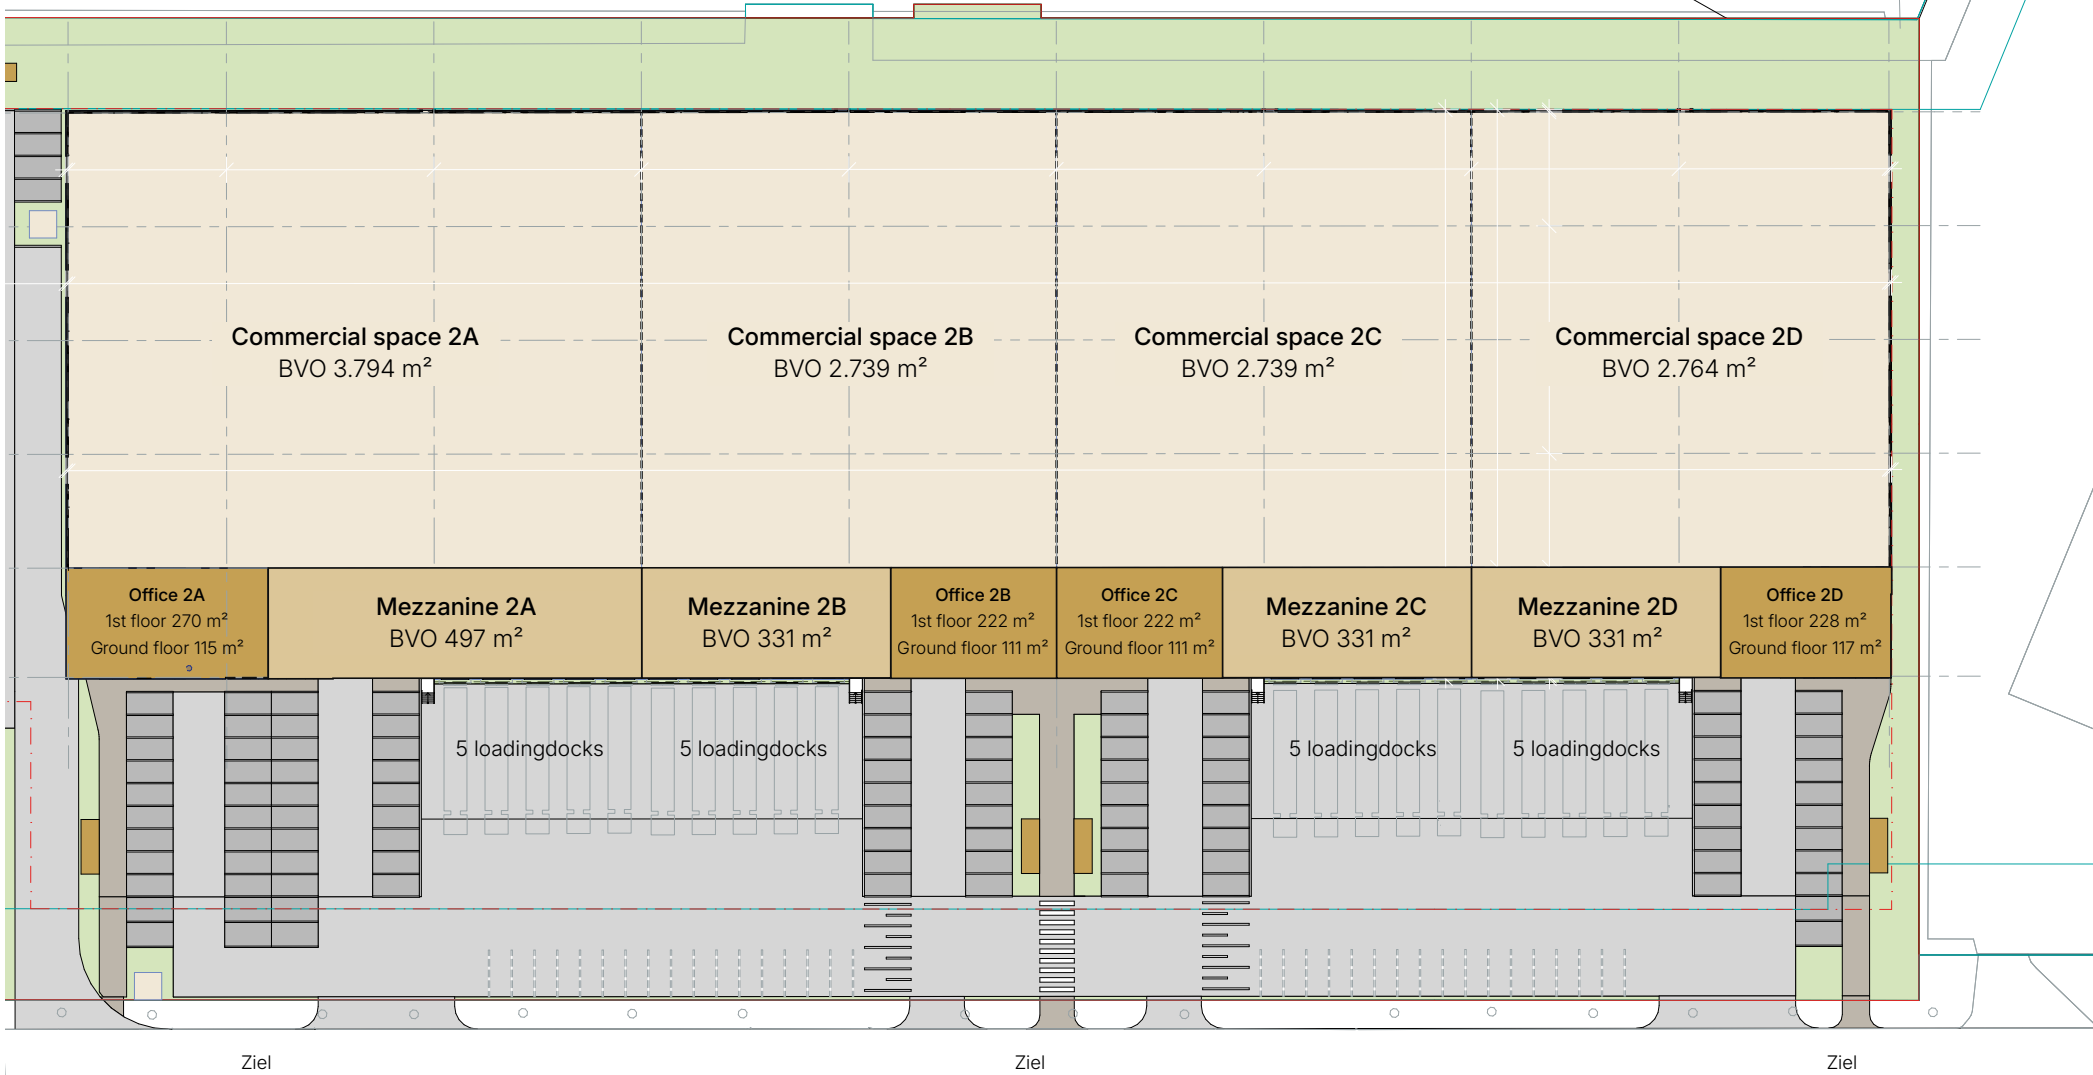 Commercial space 2A
BVO 3.794 m²
Commercial space 2B
BVO 2.739 m²
Commercial space 2C
BVO 2.739 m²
Commercial space 2D
BVO 2.764 m²
Office 2A
1st floor 270 m²
Ground floor 115 m²
Mezzanine 2A
BVO 497 m²
Mezzanine 2B
BVO 331 m²
Office 2B
1st floor 222 m²
Ground floor 111 m²
Office 2C
1st floor 222 m²
Ground floor 111 m²
Mezzanine 2C
BVO 331 m²
Mezzanine 2D
BVO 331 m²
Office 2D
1st floor 228 m²
Ground floor 117 m²
5 loadingdocks
5 loadingdocks
5 loadingdocks
5 loadingdocks
Ziel
Ziel
Ziel